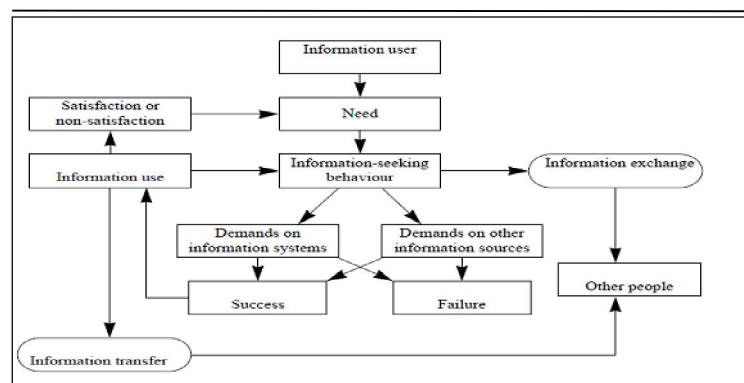 Information user
Satisfaction or
non-satisfaction
Need
Information use
Information-seeking
behaviour
Information exchange
Demands on
information systems
Demands on other
information sources
Success
Failure
Other people
Information transfer